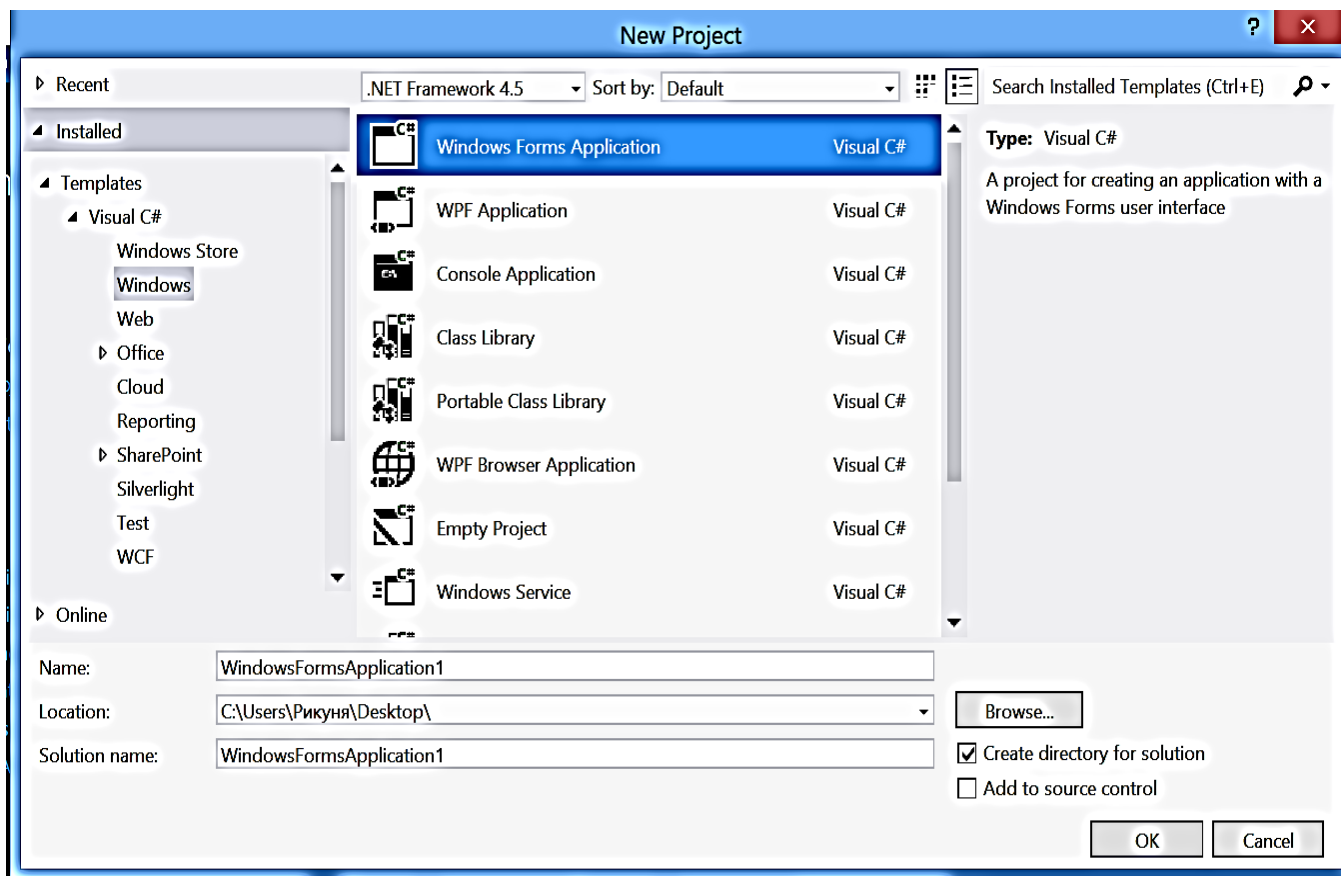 New Project
?
Recent
.NET Framework 4.5
Sort by: Default
Search Installed Templates (Ctrl+E)
Installed
Templates
Visual C#
Windows Store
Windows
Web
Office
Cloud
Reporting
SharePoint
Silverlight
Test
WCF
Online
C# Windows Forms Application Visual C#
C# WPF Application Visual C#
C# Console Application Visual C#
C# Class Library Visual C#
C# Portable Class Library Visual C#
C# WPF Browser Application Visual C#
C# Empty Project Visual C#
C# Windows Service Visual C#
Type: Visual C#
A project for creating an application with a
Windows Forms user interface
Name: WindowsFormsApplication1
Location: C:\Users\Рикуня\Desktop\
Browse...
Solution name: WindowsFormsApplication1
Create directory for solution
Add to source control
OK
Cancel